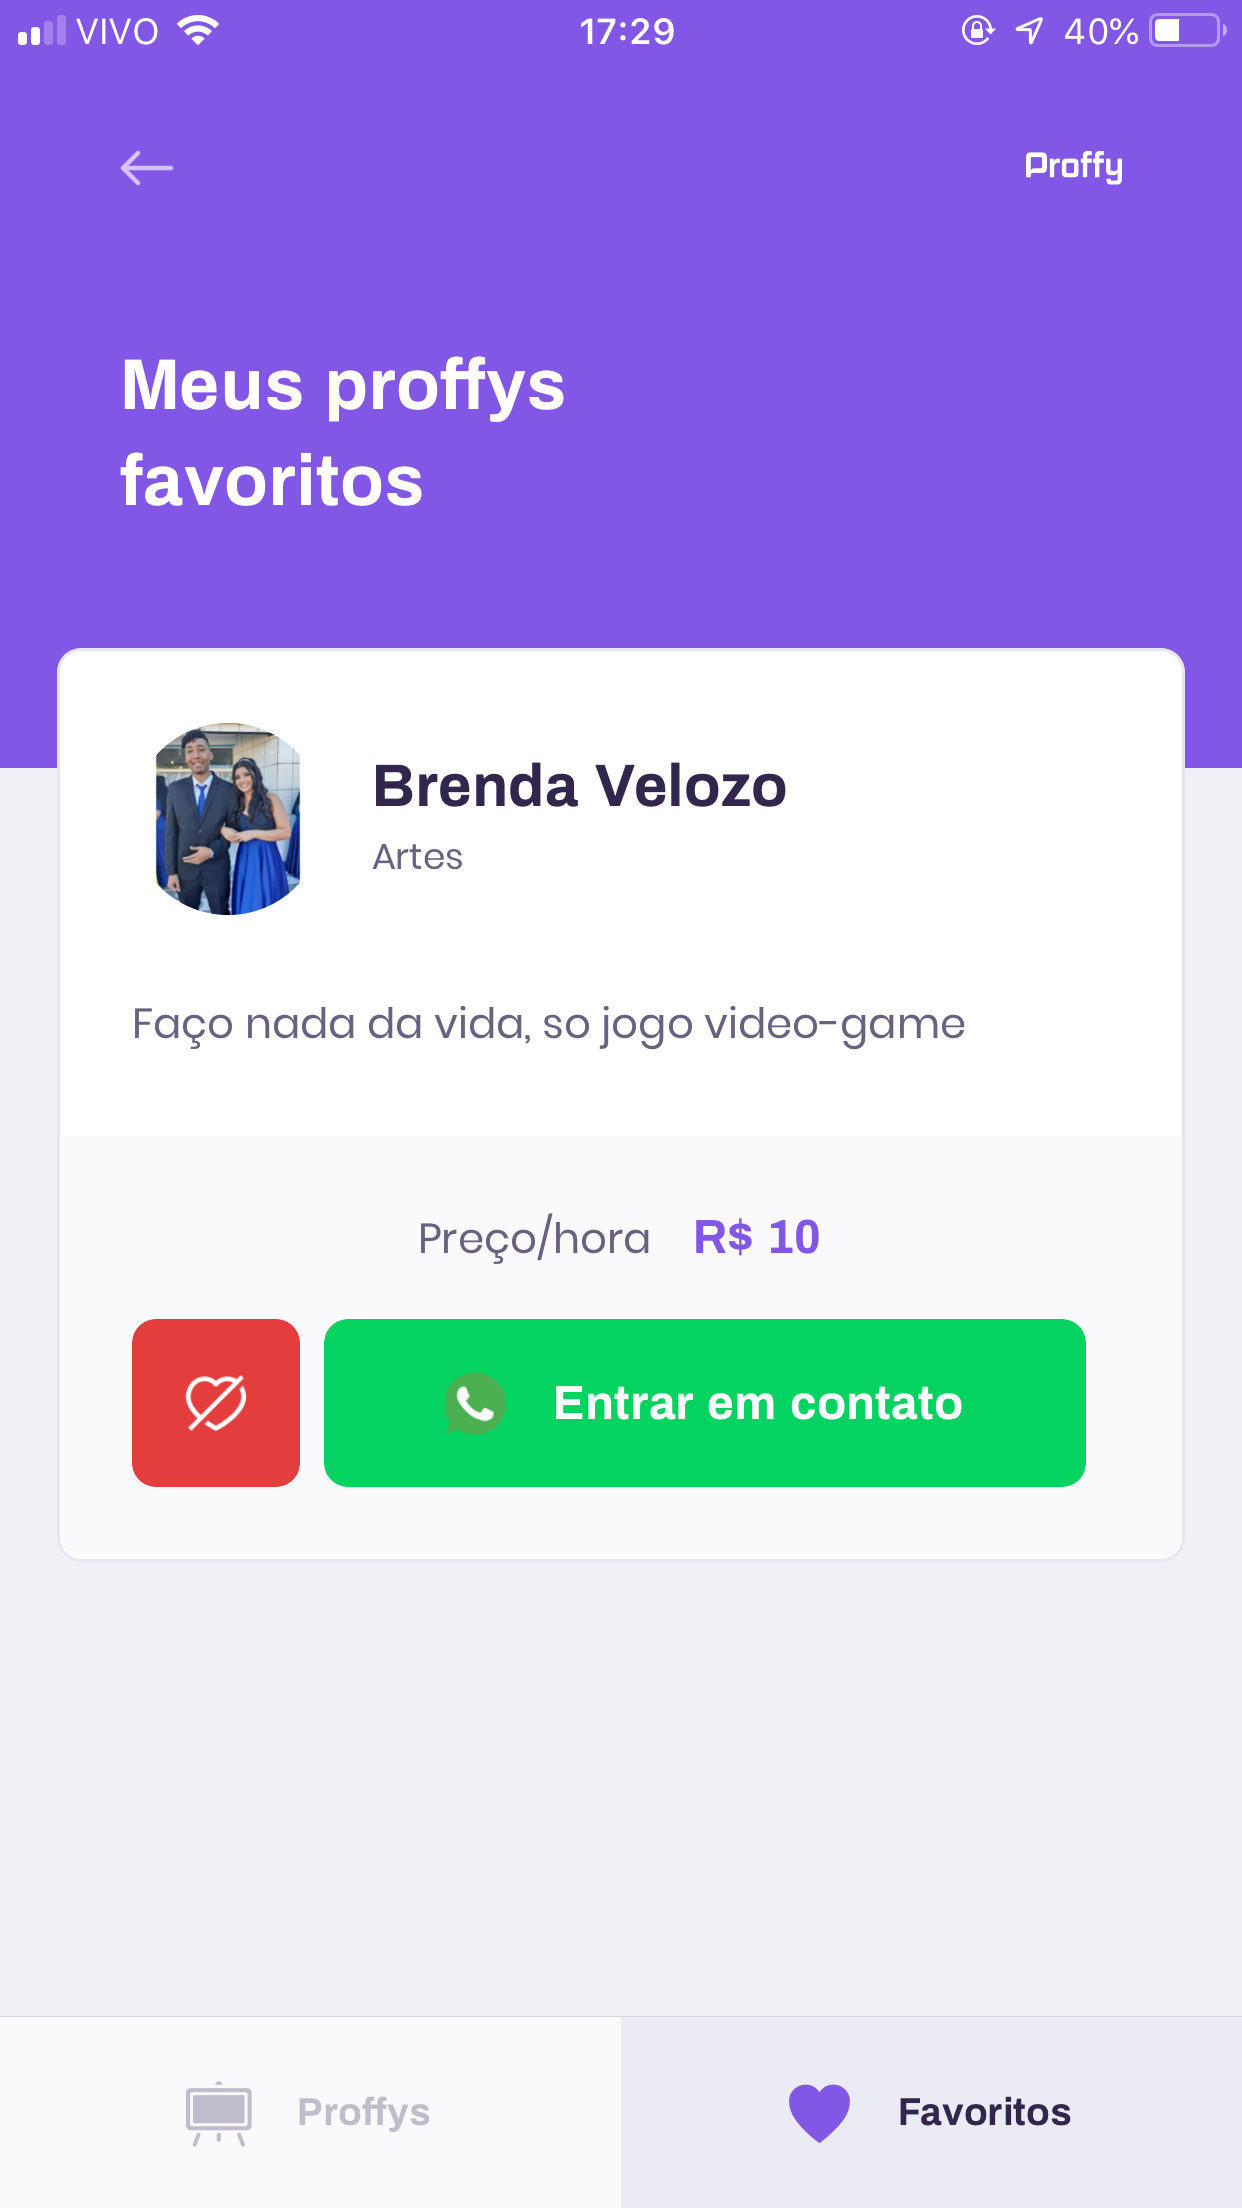 VIVO 17:29 40%
Proffy
Meus proffys
favoritos
Brenda Velozo
Artes
Faço nada da vida, so jogo video-game
Preço/hora R$ 10
Entrar em contato
Proffys Favoritos